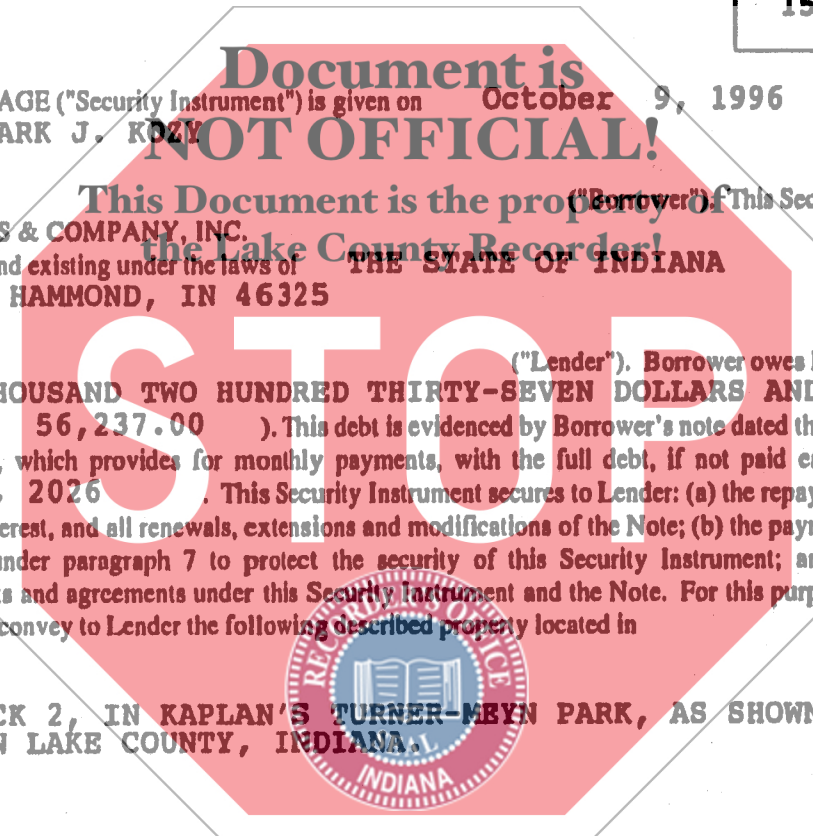 15
Document is
AGE ("Security Instrument") is given on October 9, 1996
ARK J. KOZY
NOT OFFICIAL!
This Document is the property of
("Borrower"). This Sec
S & COMPANY, INC.
the Lake County Recorder!
nd existing under the laws of THE STATE OF INDIANA
HAMMOND, IN 46325
STOP
("Lender"). Borrower owes
HOUSAND TWO HUNDRED THIRTY-SEVEN DOLLARS AND
56,237.00 ). This debt is evidenced by Borrower's note dated th
, which provides for monthly payments, with the full debt, if not paid e
, 2026 . This Security Instrument secures to Lender: (a) the repay
erest, and all renewals, extensions and modifications of the Note; (b) the payr
under paragraph 7 to protect the security of this Security Instrument; a
s and agreements under this Security Instrument and the Note. For this purp
convey to Lender the following described property located in
RECORDER'S OFFICE
CK 2, IN KAPLAN'S TURNER-MEYN PARK, AS SHOWN
N LAKE COUNTY, INDIANA.
SEAL
INDIANA